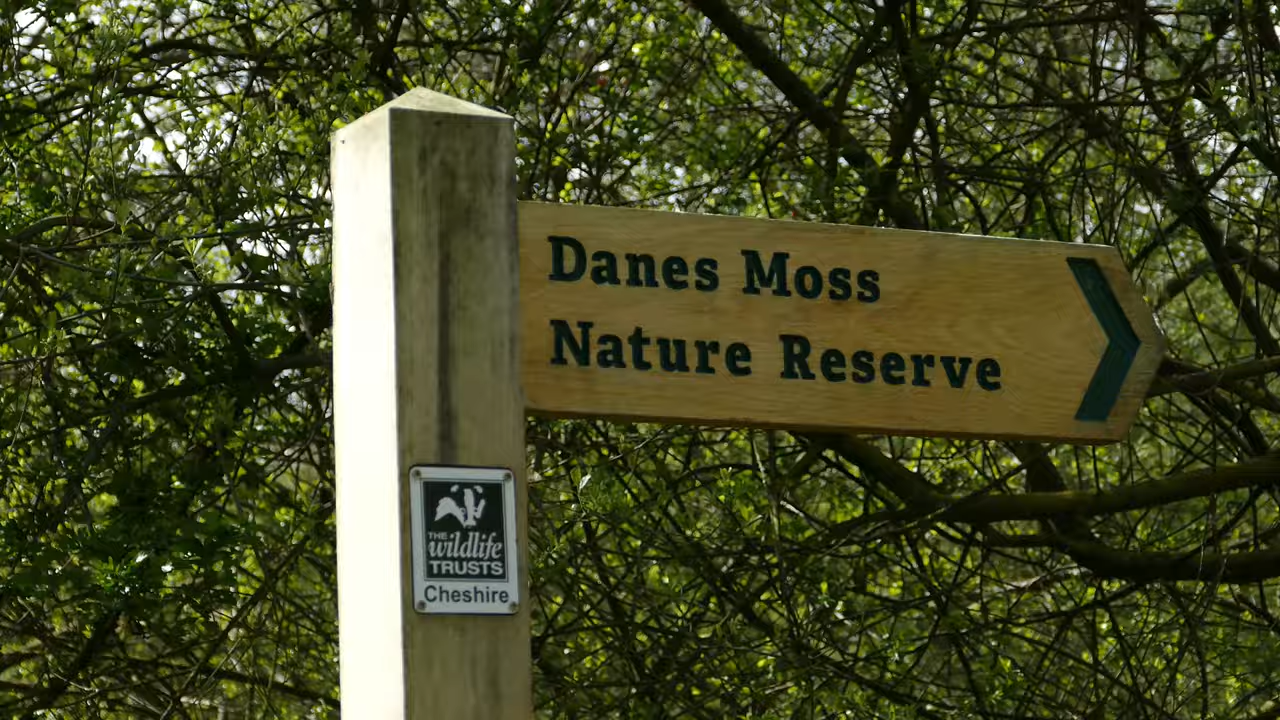 Danes Moss
Nature Reserve
THE
wildlife
TRUSTS
Cheshire